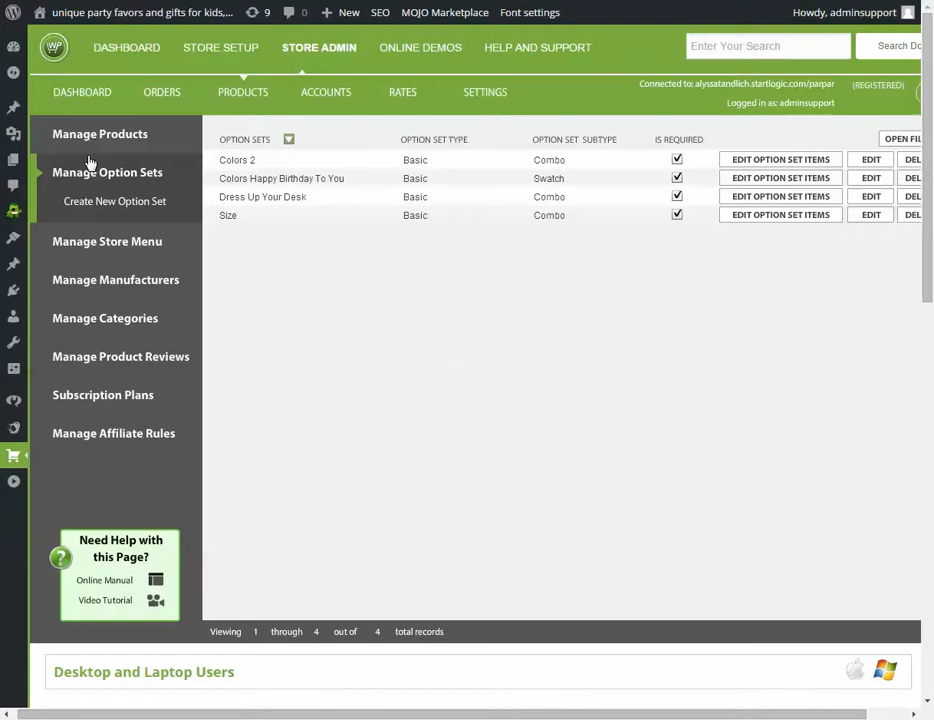 unique party favors and gifts for kids,... 9 0 New SEO MOJO Marketplace Font settings Howdy, adminsupport
WP DASHBOARD STORE SETUP STORE ADMIN ONLINE DEMOS HELP AND SUPPORT Enter Your Search Search Do
DASHBOARD ORDERS PRODUCTS ACCOUNTS RATES SETTINGS
Connected to: alyssatandlich.startlogic.com/parpar (REGISTERED)
Logged in as: adminsupport
Manage Products
Manage Option Sets
Create New Option Set
Manage Store Menu
Manage Manufacturers
Manage Categories
Manage Product Reviews
Subscription Plans
Manage Affiliate Rules
OPTION SETS OPTION SET TYPE OPTION SET SUBTYPE IS REQUIRED OPEN FIL
Colors 2 Basic Combo EDIT OPTION SET ITEMS EDIT DEL
Colors Happy Birthday To You Basic Swatch EDIT OPTION SET ITEMS EDIT DEL
Dress Up Your Desk Basic Combo EDIT OPTION SET ITEMS EDIT DEL
Size Basic Combo EDIT OPTION SET ITEMS EDIT DEL
Need Help with
this Page?
? Online Manual
Video Tutorial
Viewing 1 through 4 out of 4 total records
Desktop and Laptop Users